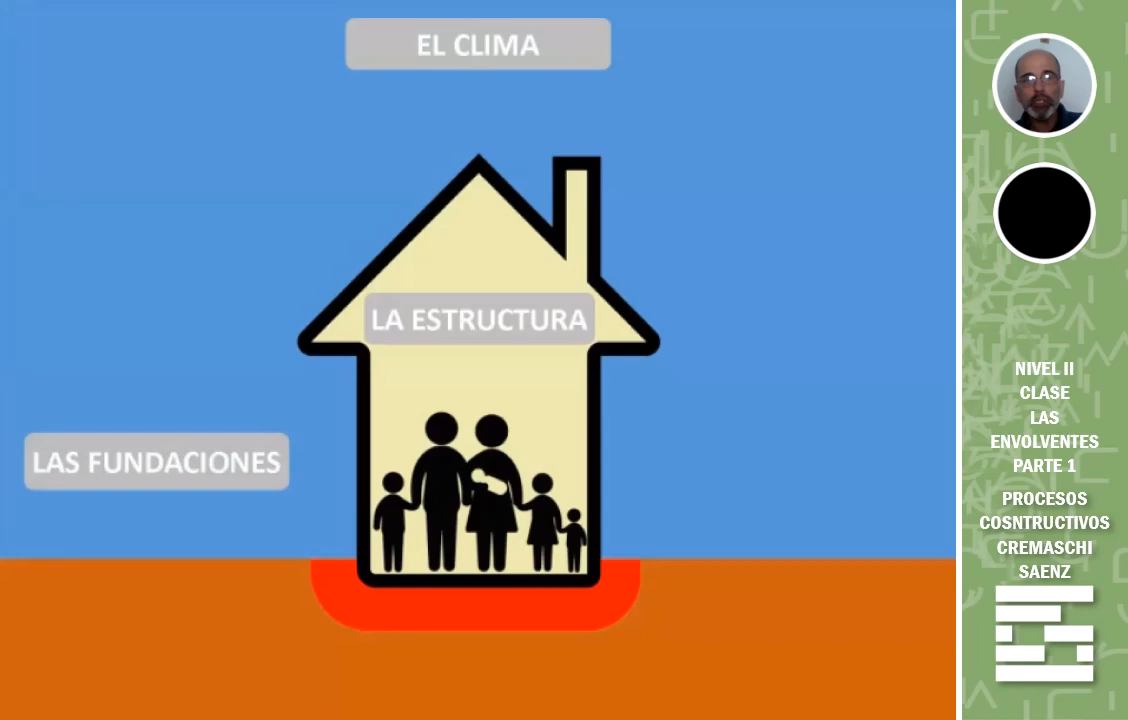 EL CLIMA
LA ESTRUCTURA
LAS FUNDACIONES
NIVEL II
CLASE
LAS
ENVOLVENTES
PARTE 1
PROCESOS
COSNTRUCTIVOS
CREMASCHI
SAENZ